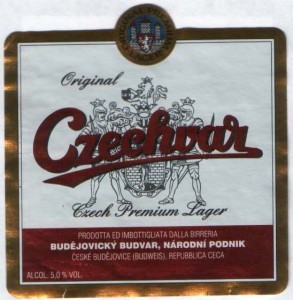 Original
Czechvar
Czech Premium Lager
PRODOTTA ED IMBOTTIGLIATA DALLA BIRRERIA
BUDĚJOVICKÝ BUDVAR, NÁRODNÍ PODNIK
ČESKÉ BUDĚJOVICE (BUDWEIS), REPUBBLICA CECA
ALCOL. 5,0 % VOL.